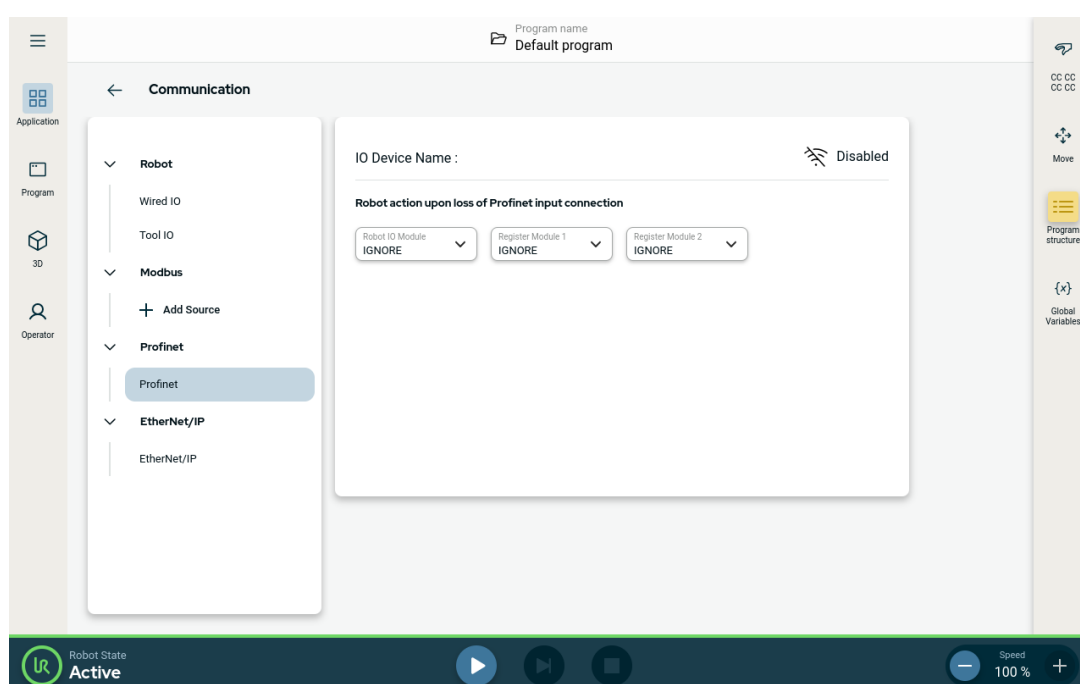 Program name
Default program
Application
Program
3D
Operator
Communication
Robot
Wired IO
Tool IO
Modbus
Add Source
Profinet
Profinet
EtherNet/IP
EtherNet/IP
IO Device Name :
Disabled
Robot action upon loss of Profinet input connection
Robot IO Module
IGNORE
Register Module 1
IGNORE
Register Module 2
IGNORE
CC CC
CC CC
Move
Program
structure
{x}
Global
Variables
UR
Robot State
Active
Speed
100 %